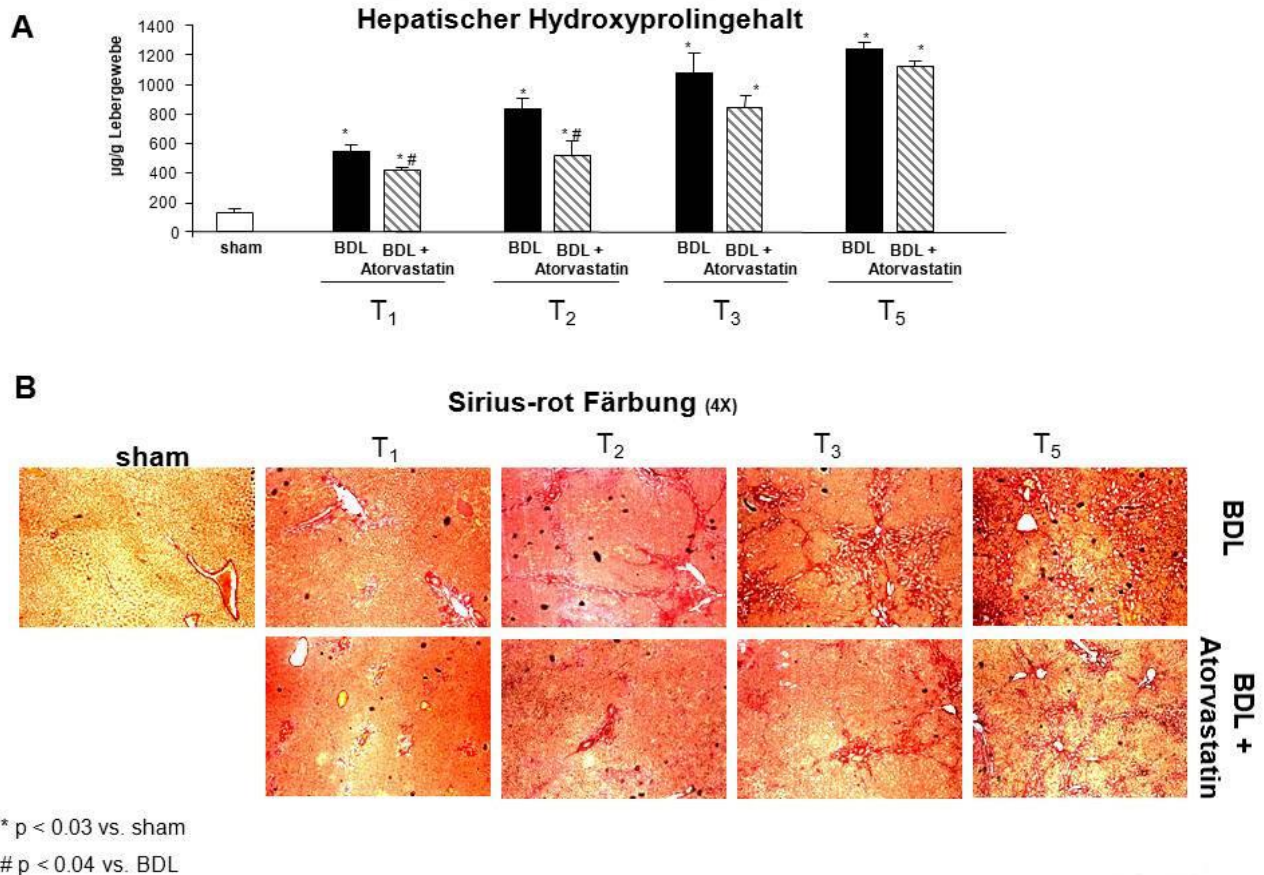 A
Hepatischer Hydroxyprolingehalt
µg/g Lebergewebe
1400
1200
1000
800
600
400
200
0
* * # * * # * * * *
sham BDL BDL + BDL BDL + BDL BDL + BDL BDL +
Atorvastatin Atorvastatin Atorvastatin Atorvastatin
T1 T2 T3 T5
B
Sirius-rot Färbung (4X)
sham T1 T2 T3 T5
BDL
BDL +
Atorvastatin
* p < 0.03 vs. sham
# p < 0.04 vs. BDL